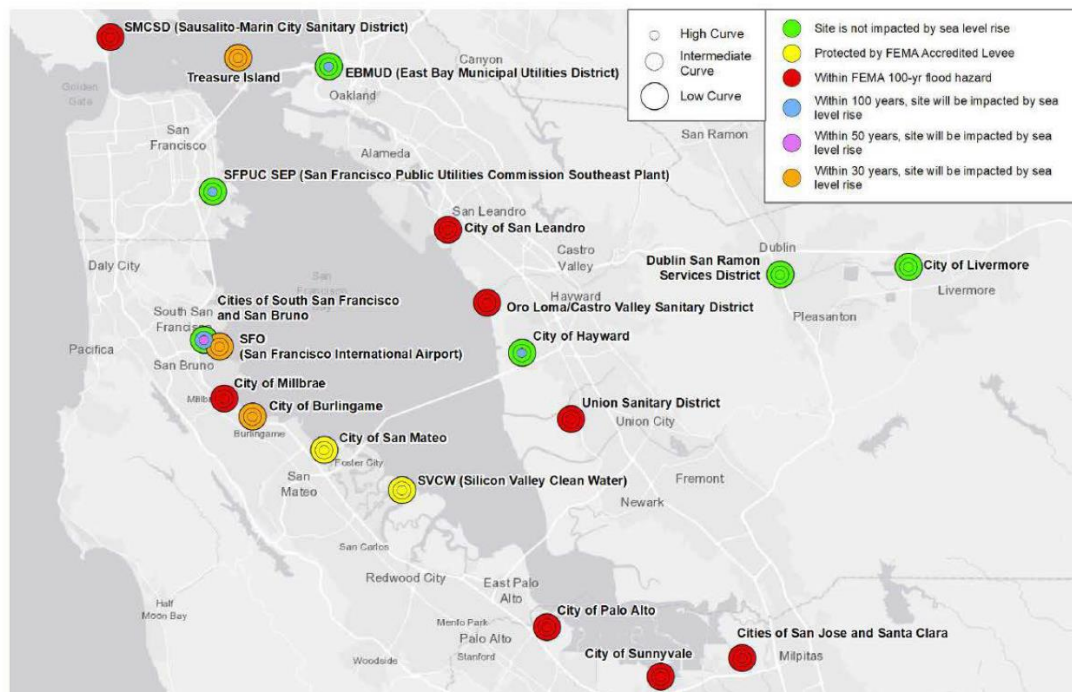 SMCSD (Sausalito-Marin City Sanitary District)
Treasure Island
EBMUD (East Bay Municipal Utilities District)
Canyon
Oakland
Golden
Gate
San
Francisco
Alameda
San Ramon
High Curve
Intermediate
Curve
Low Curve
Site is not impacted by sea level rise
Protected by FEMA Accredited Levee
Within FEMA 100-yr flood hazard
Within 100 years, site will be impacted by sea
level rise
Within 50 years, site will be impacted by sea
level rise
Within 30 years, site will be impacted by sea
level rise
SFPUC SEP (San Francisco Public Utilities Commission Southeast Plant)
San Leandro
City of San Leandro
Castro
Valley
Dublin
Dublin San Ramon
Services District
City of Livermore
Livermore
Pleasanton
Daly City
San
Francisco Bay
Hayward
Oro Loma/Castro Valley Sanitary District
Cities of South San Francisco
and San Bruno
South San
Francisco
SFO
(San Francisco International Airport)
City of Hayward
Pacifica
San Bruno
City of Millbrae
City of Burlingame
Burlingame
Union Sanitary District
Union City
City of San Mateo
Foster City
San
Mateo
SVCW (Silicon Valley Clean Water)
Fremont
Newark
San Carlos
Redwood City
East Palo
Alto
Half
Moon Bay
Menlo Park
Palo Alto
Stanford
Woodside
City of Palo Alto
City of Sunnyvale
Cities of San Jose and Santa Clara
Milpitas